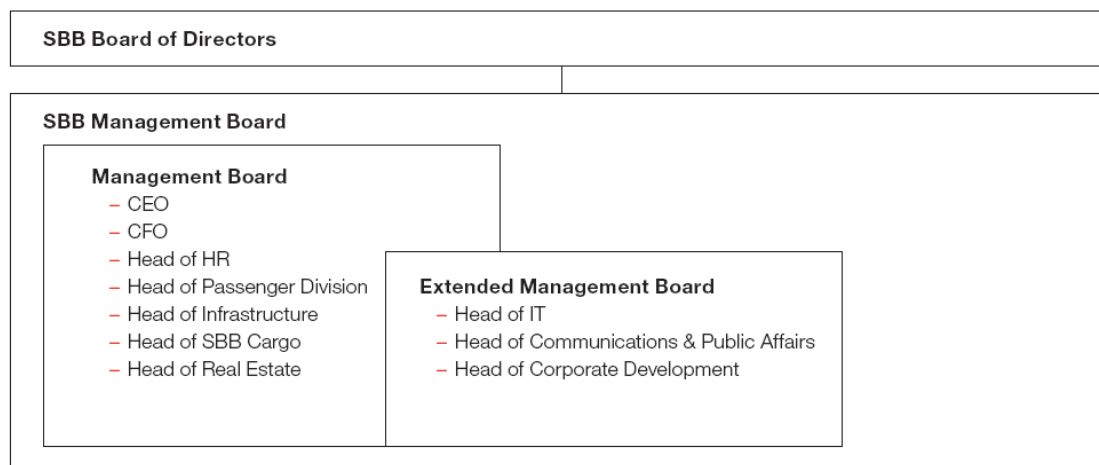 SBB Board of Directors
SBB Management Board
Management Board
– CEO
– CFO
– Head of HR
– Head of Passenger Division
– Head of Infrastructure
– Head of SBB Cargo
– Head of Real Estate
Extended Management Board
– Head of IT
– Head of Communications & Public Affairs
– Head of Corporate Development